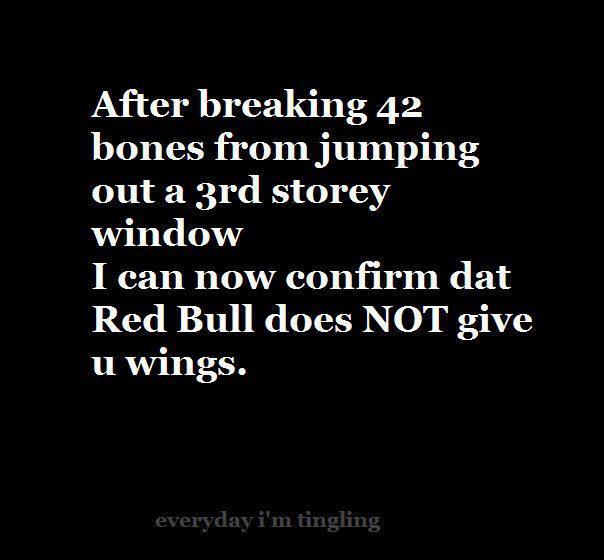 After breaking 42
bones from jumping
out a 3rd storey
window
I can now confirm dat
Red Bull does NOT give
u wings.
everyday i'm tingling